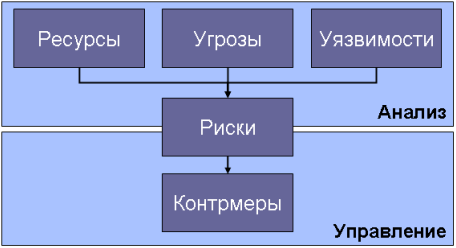 Ресурсы
Угрозы
Уязвимости
Анализ
Риски
Контрмеры
Управление